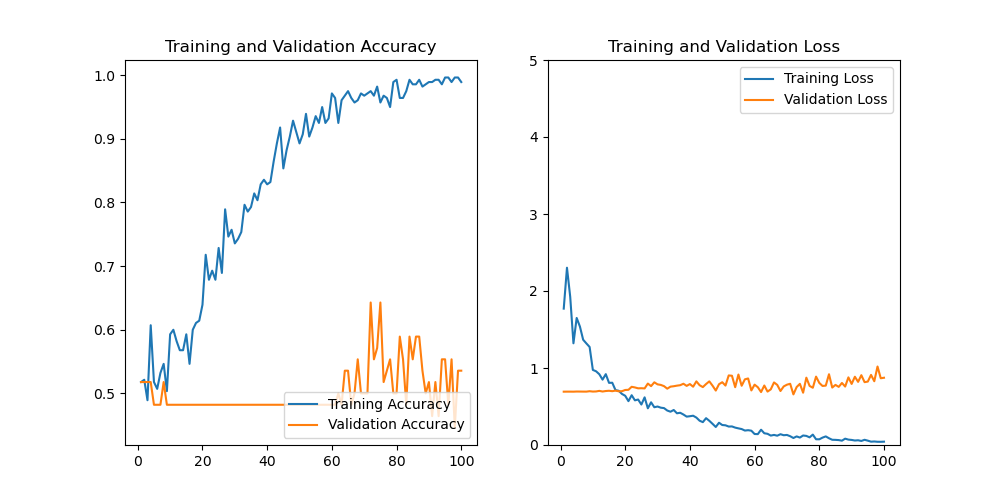 Training and Validation Accuracy
1.0
0.9
0.8
0.7
0.6
0.5
0 20 40 60 80 100
Training Accuracy
Validation Accuracy
Training and Validation Loss
5
4
3
2
1
0
0 20 40 60 80 100
Training Loss
Validation Loss